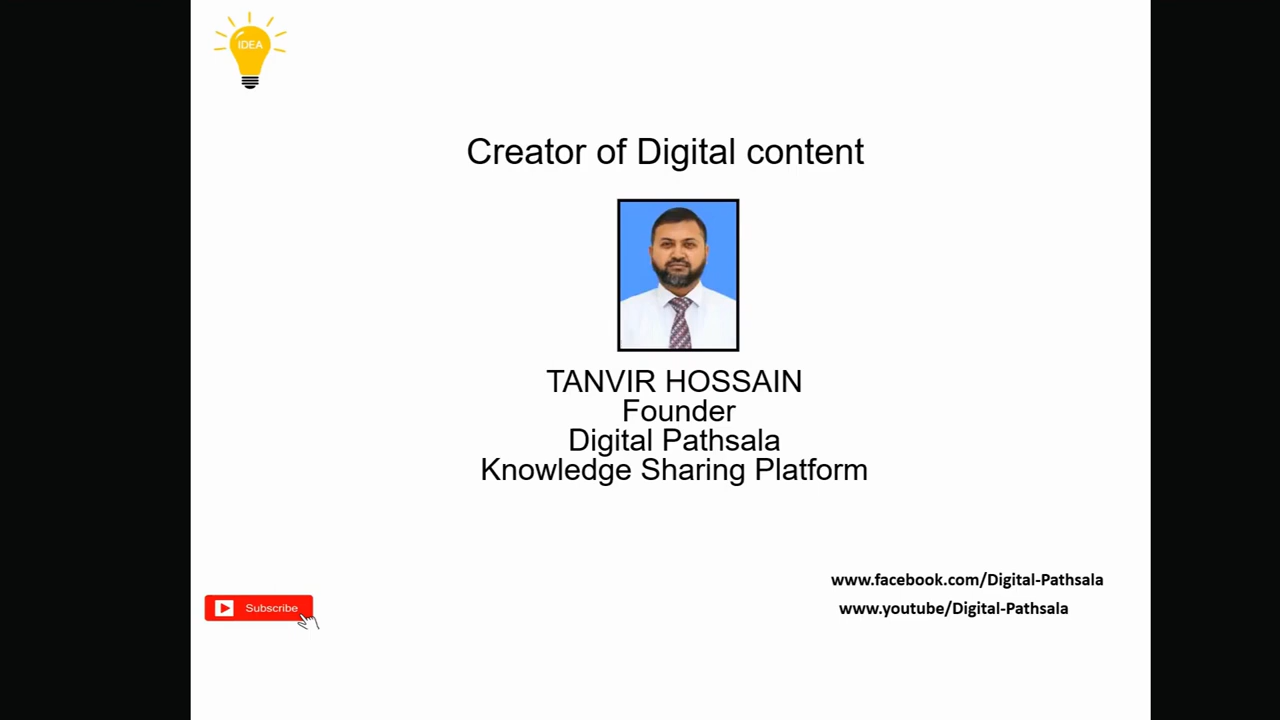 IDEA
Creator of Digital content
TANVIR HOSSAIN
Founder
Digital Pathsala
Knowledge Sharing Platform
www.facebook.com/Digital-Pathsala
www.youtube/Digital-Pathsala
Subscribe